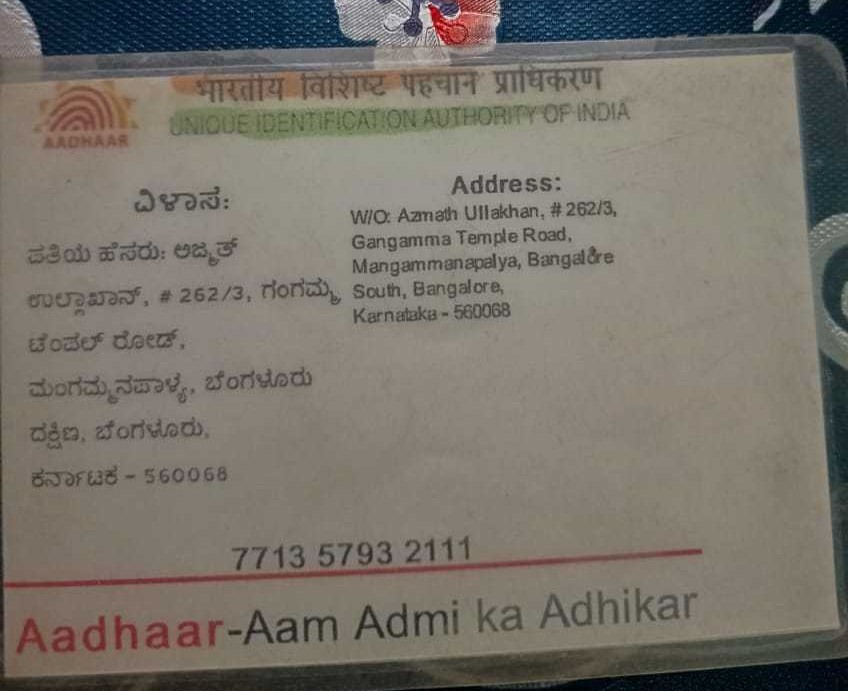 भारतीय विशिष्ट पहचान प्राधिकरण
UNIQUE IDENTIFICATION AUTHORITY OF INDIA
AADHAAR
ವಿಳಾಸ:
ಪತಿಯ ಹೆಸರು: ಅಜ್ಮತ್
ಉಲ್ಲಾಖಾನ್, # 262/3, ಗಂಗಮ್ಮ
ಟೆಂಪಲ್ ರೋಡ್,
ಮಂಗಮ್ಮನಪಾಳ್ಯ, ಬೆಂಗಳೂರು
ದಕ್ಷಿಣ, ಬೆಂಗಳೂರು,
ಕರ್ನಾಟಕ - 560068
Address:
W/O: Azmath Ullakhan, # 262/3,
Gangamma Temple Road,
Mangammanapalya, Bangalore
South, Bangalore,
Karnataka - 560068
7713 5793 2111
Aadhaar-Aam Admi ka Adhikar